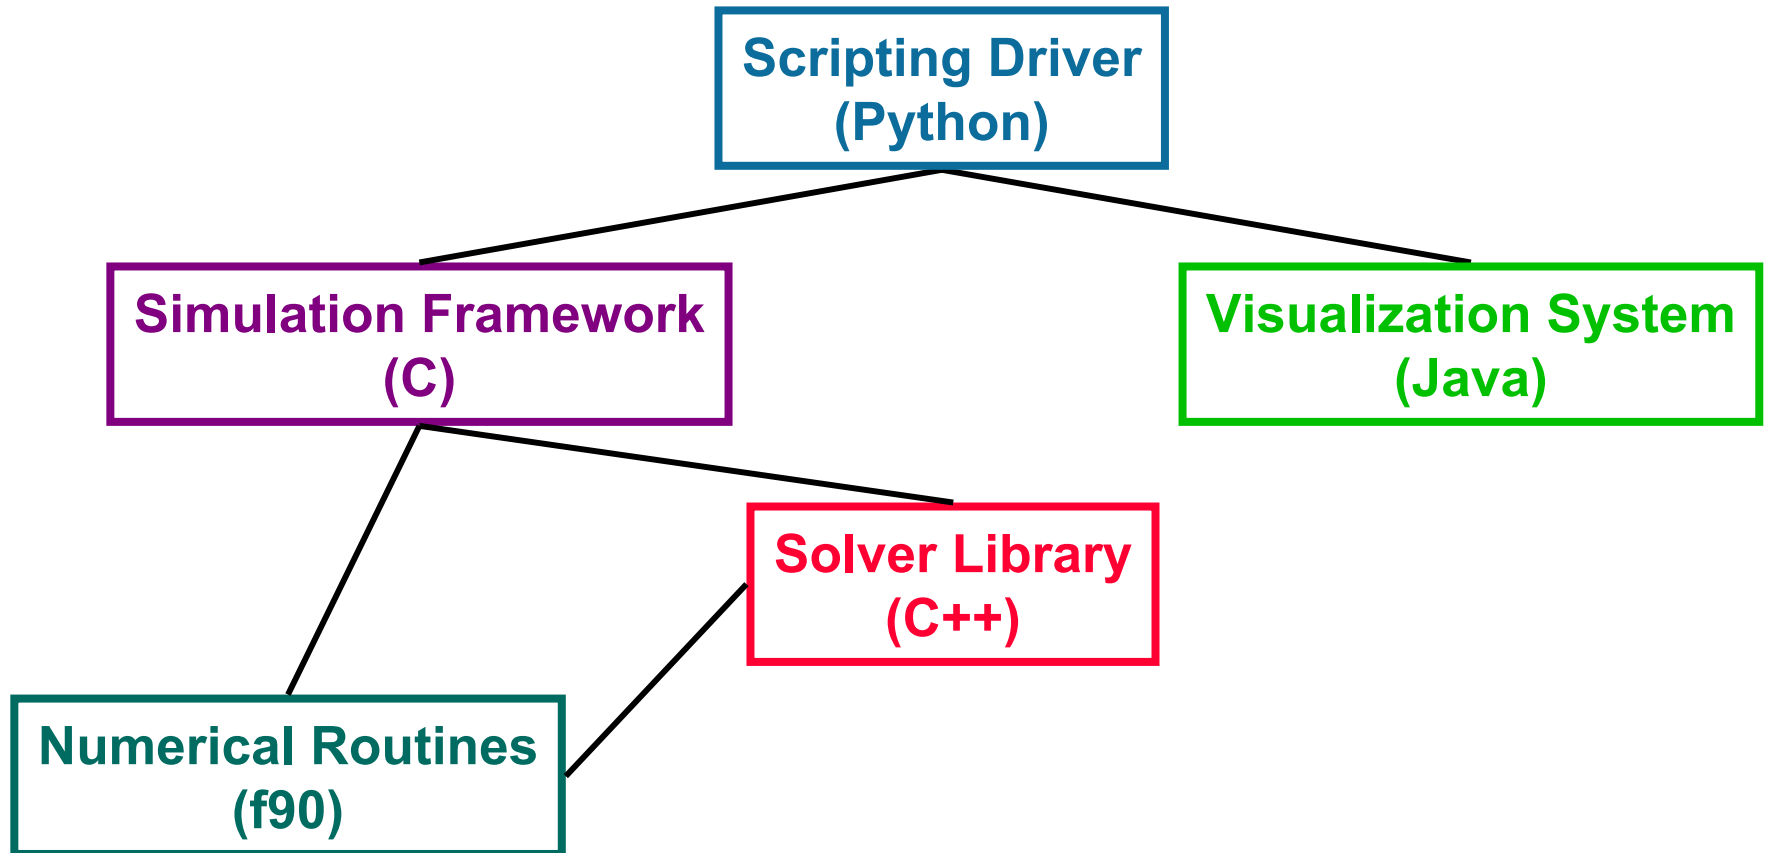 Scripting Driver
(Python)
Simulation Framework
(C)
Visualization System
(Java)
Solver Library
(C++)
Numerical Routines
(f90)